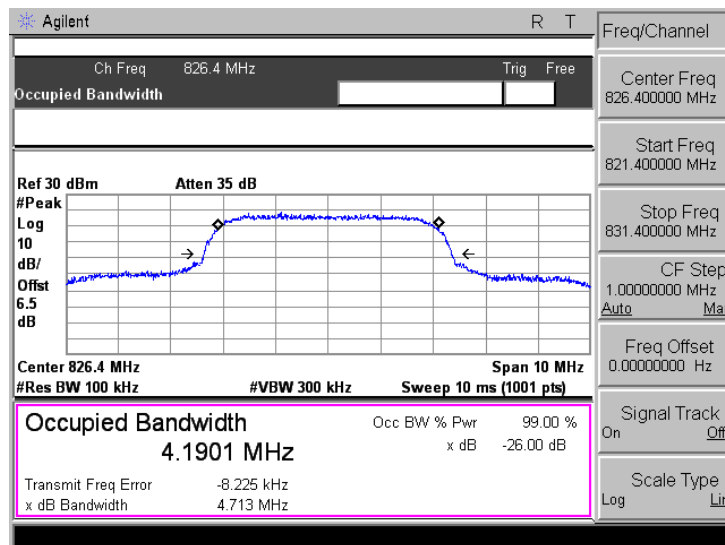 Agilent R T
Freq/Channel
Ch Freq 826.4 MHz Trig Free
Occupied Bandwidth
Center Freq
826.400000 MHz
Start Freq
821.400000 MHz
Stop Freq
831.400000 MHz
CF Step
1.00000000 MHz
Auto Ma
Freq Offset
0.00000000 Hz
Signal Track
On Off
Scale Type
Log Lin
Ref 30 dBm Atten 35 dB
#Peak
Log
10
dB/
Offst
6.5
dB
Center 826.4 MHz Span 10 MHz
#Res BW 100 kHz #VBW 300 kHz Sweep 10 ms (1001 pts)
Occupied Bandwidth
4.1901 MHz
Occ BW % Pwr 99.00 %
x dB -26.00 dB
Transmit Freq Error -8.225 kHz
x dB Bandwidth 4.713 MHz